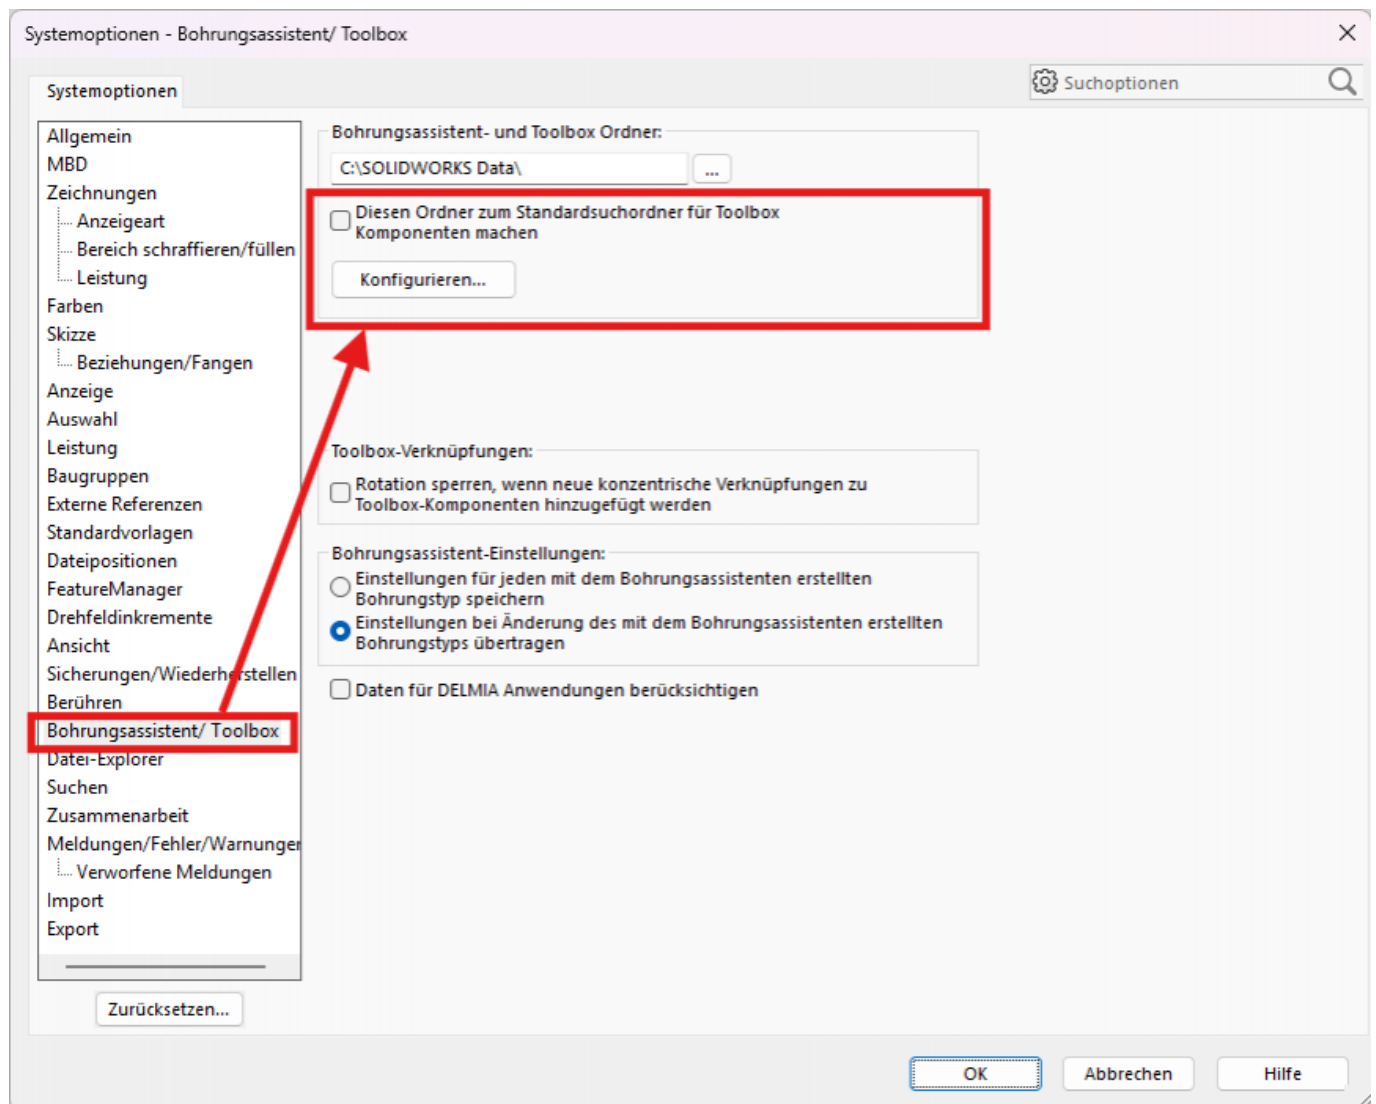 Systemoptionen - Bohrungsassistent/ Toolbox
Suchoptionen
Systemoptionen
Allgemein
MBD
Zeichnungen
Anzeigeart
Bereich schraffieren/füllen
Leistung
Farben
Skizze
Beziehungen/Fangen
Anzeige
Auswahl
Leistung
Baugruppen
Externe Referenzen
Standardvorlagen
Dateipositionen
FeatureManager
Drehfeldinkremente
Ansicht
Sicherungen/Wiederherstellen
Berühren
Bohrungsassistent/ Toolbox
Datei-Explorer
Suchen
Zusammenarbeit
Meldungen/Fehler/Warnungen
Verworfene Meldungen
Import
Export
Zurücksetzen...
Bohrungsassistent- und Toolbox Ordner:
C:\SOLIDWORKS Data\
...
Diesen Ordner zum Standardsuchordner für Toolbox
Komponenten machen
Konfigurieren...
Toolbox-Verknüpfungen:
Rotation sperren, wenn neue konzentrische Verknüpfungen zu
Toolbox-Komponenten hinzugefügt werden
Bohrungsassistent-Einstellungen:
Einstellungen für jeden mit dem Bohrungsassistenten erstellten
Bohrungstyp speichern
Einstellungen bei Änderung des mit dem Bohrungsassistenten erstellten
Bohrungstyps übertragen
Daten für DELMIA Anwendungen berücksichtigen
OK
Abbrechen
Hilfe